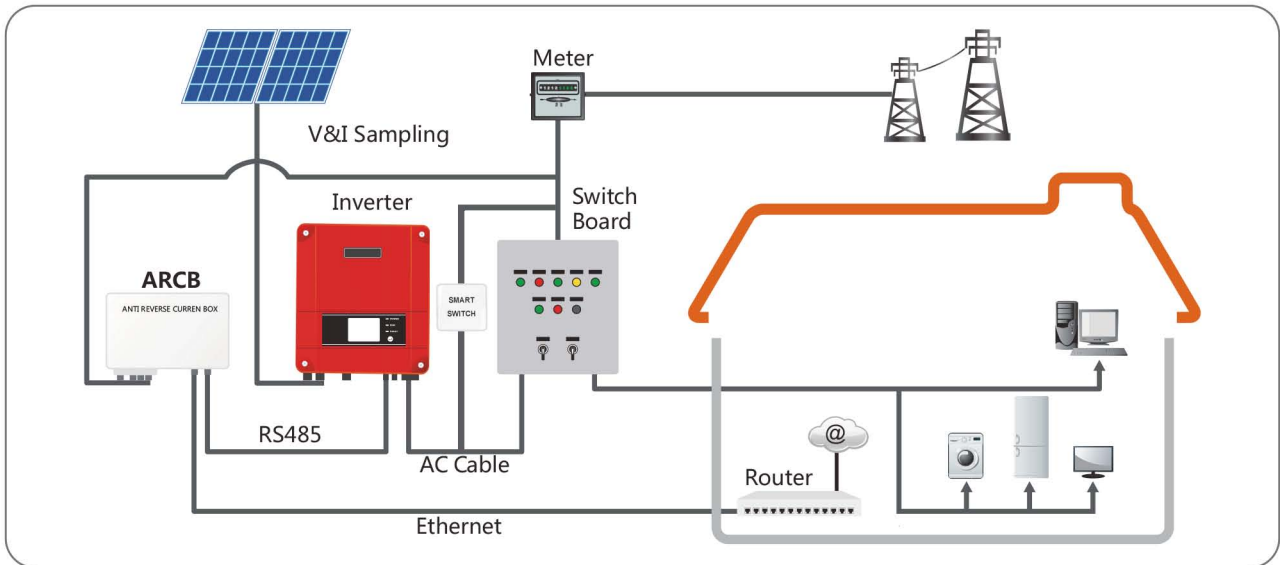 Meter
V&I Sampling
Inverter
Switch
Board
ARCB
ANTI REVERSE CURREN BOX
SMART
SWITCH
RS485
AC Cable
@
Router
Ethernet